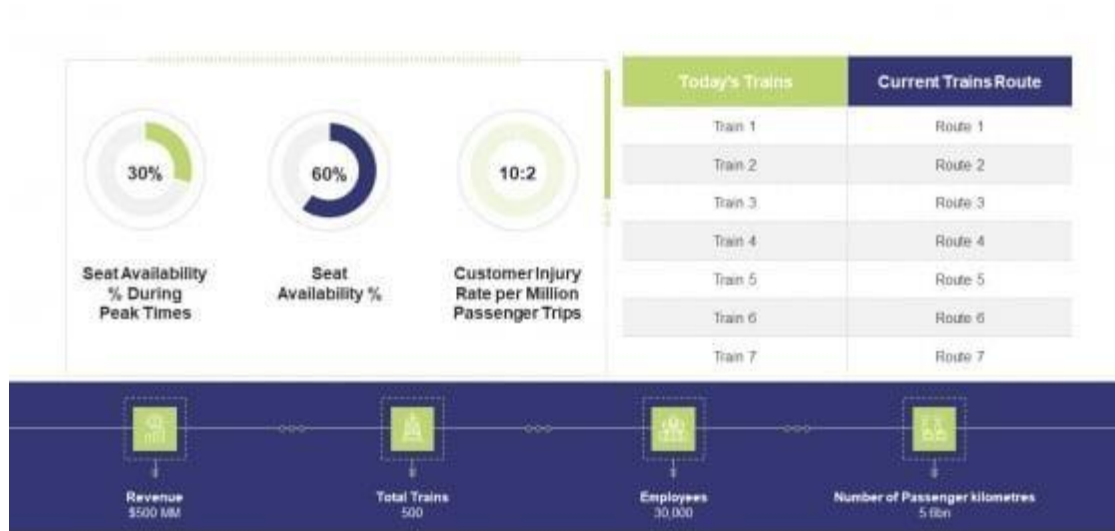 30%
60%
10:2
Seat Availability
% During
Peak Times
Seat
Availability %
Customer Injury
Rate per Million
Passenger Trips
Today's Trains Current Trains Route
Train 1 Route 1
Train 2 Route 2
Train 3 Route 3
Train 4 Route 4
Train 5 Route 5
Train 6 Route 6
Train 7 Route 7
Revenue
$500 MM
Total Trains
500
Employees
30,000
Number of Passenger kilometres
5.6bn